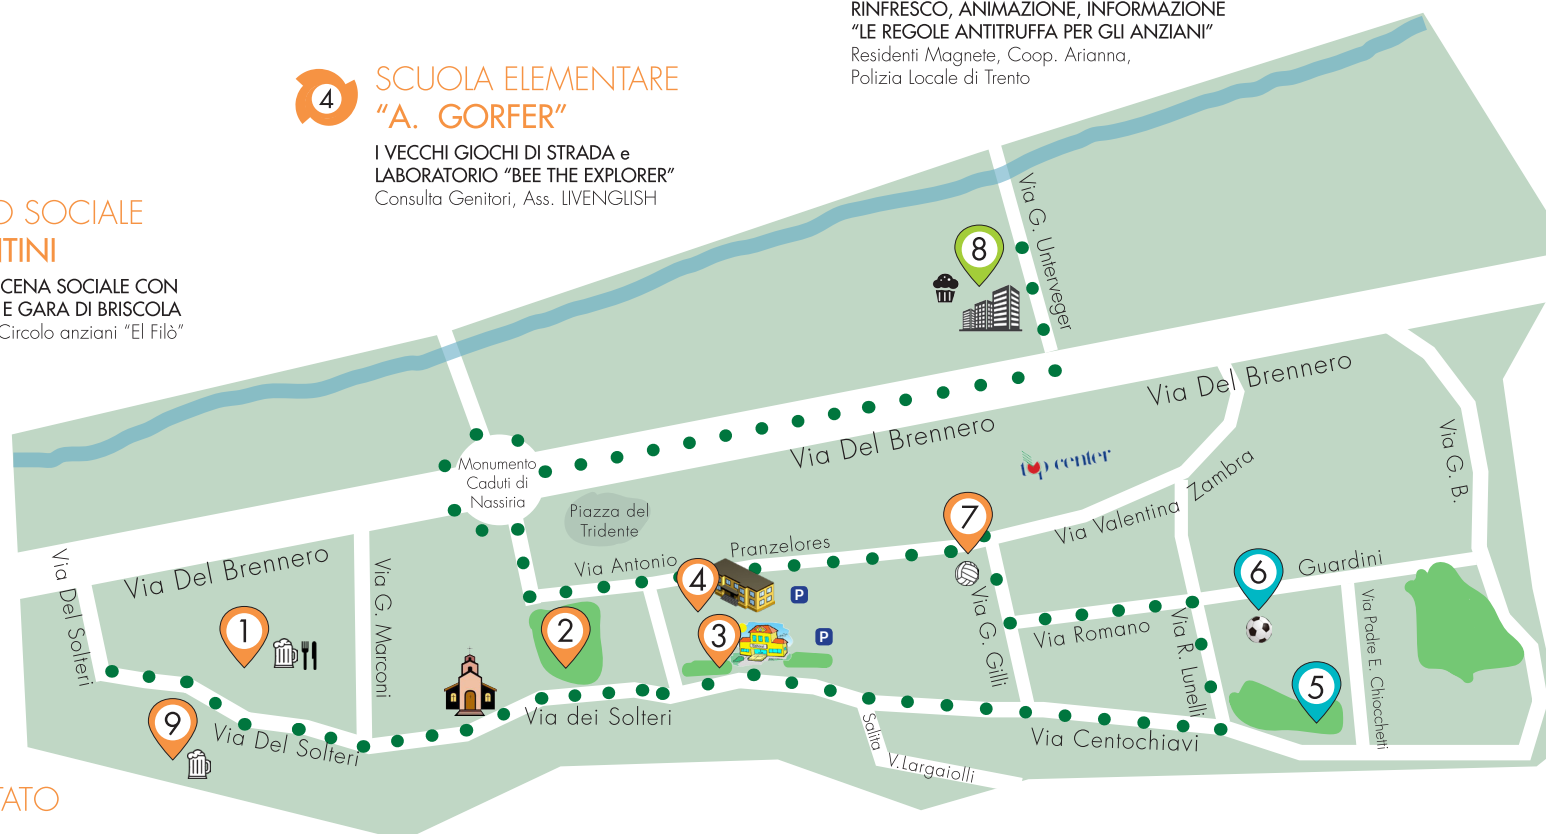 RINFRESCO, ANIMAZIONE, INFORMAZIONE
“LE REGOLE ANTITRUFFA PER GLI ANZIANI”
Residenti Magnete, Coop. Arianna,
Polizia Locale di Trento
4
SCUOLA ELEMENTARE
“A. GORFER”
I VECCHI GIOCHI DI STRADA e
LABORATORIO “BEE THE EXPLORER”
Consulta Genitori, Ass. LIVENGLISH
O SOCIALE
TINI
CENA SOCIALE CON
E GARA DI BRISCOLA
Circolo anziani “El Filò”
8
Via G. Unterveger
Via Del Brennero
Via Del Brennero
top center
Monumento
Caduti di
Nassiria
Piazza del
Tridente
Via G. B.
Via Valentina Zambra
7
Via Antonio Pranzelores
Via Del Brennero
Via Del Solteri
Via G. Marconi
4
P
6
Guardini
1
2
3
P
Via G. Gilli
Via Romano
Via R. Lunelli
Via Padre E. Chiocchetti
5
9
Via Del Solteri
Via dei Solteri
Salita
V.Largaiolli
Via Centochiavi
TATO